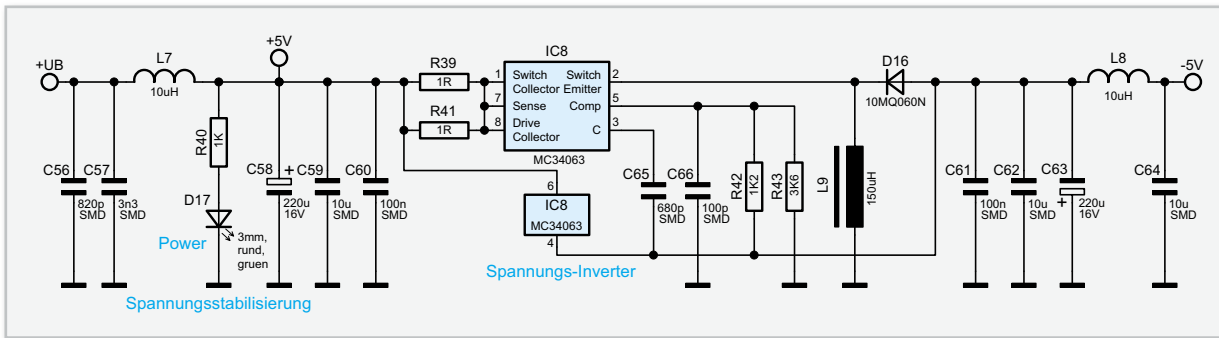 +UB
L7
10uH
+5V
R39
1R
R41
1R
IC8
1
Switch
Collector
Switch
Emitter
2
7
Sense
Comp
5
8
Drive
Collector
C
3
MC34063
D16
10MQ060N
L8
10uH
-5V
C56
820p
SMD
C57
3n3
SMD
R40
1K
D17
Power
3mm,
rund,
gruen
C58
+
220u
16V
C59
10u
SMD
C60
100n
SMD
6
IC8
MC34063
4
C65
680p
SMD
C66
100p
SMD
R42
1K2
R43
3K6
L9
150uH
C61
100n
SMD
C62
10u
SMD
C63
+
220u
16V
C64
10u
SMD
Spannungs-Inverter
Spannungsstabilisierung